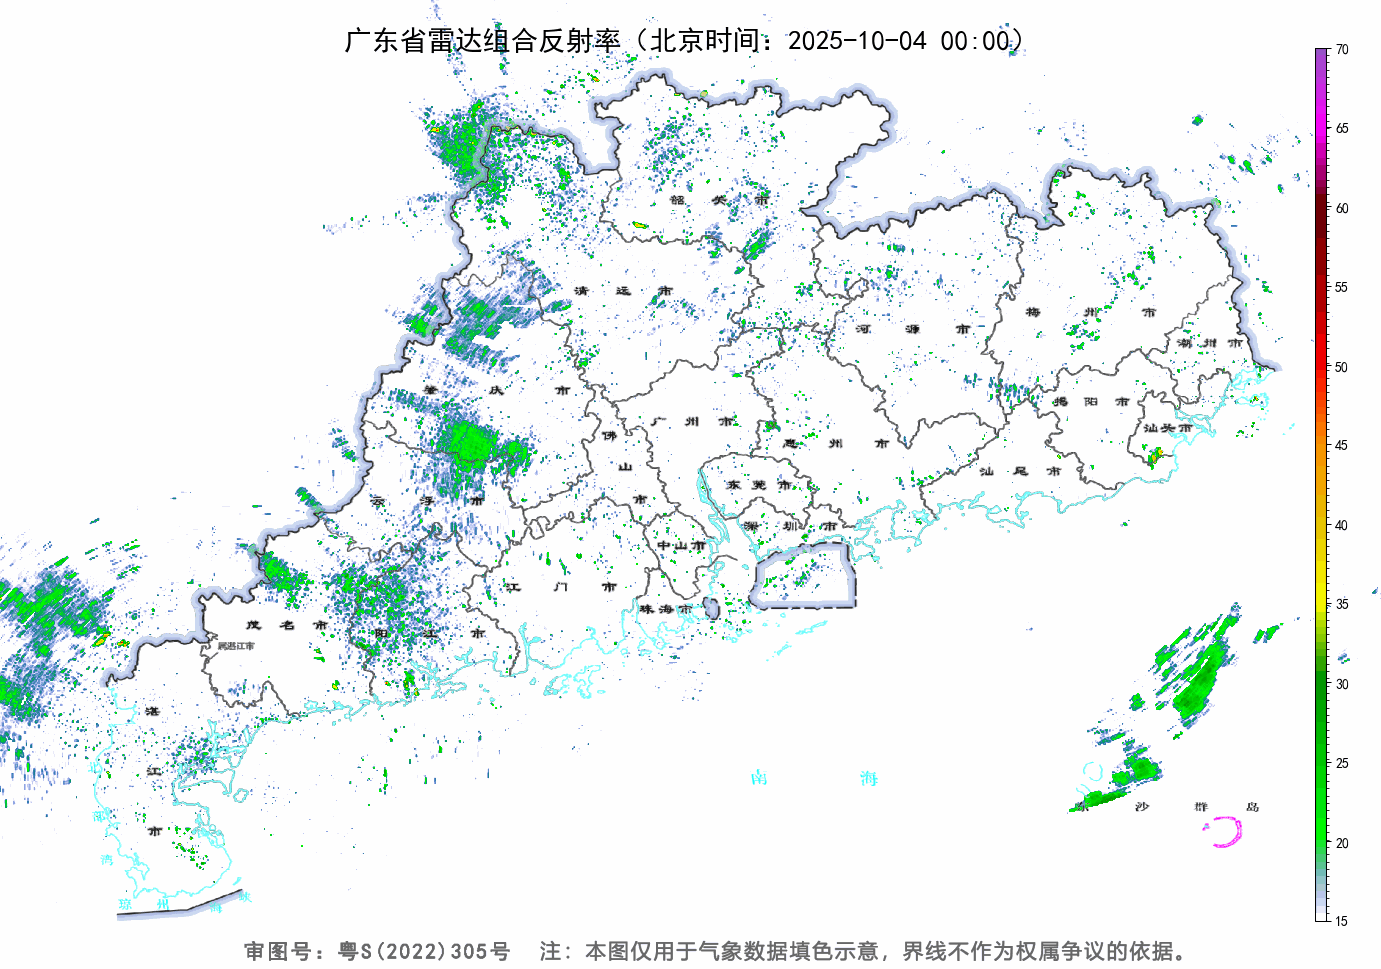 广东省雷达组合反射率（北京时间：2025-10-04 00:00）
70
65
60
55
50
45
40
35
30
25
20
15
韶关市
清远市
河源市
梅州市
潮州市
肇庆市
广州市
佛山市
惠州市
揭阳市
汕头市
汕尾市
云浮市
东莞市
深圳市
中山市
江门市
珠海市
茂名市
阳江市
属湛江市
湛江市
南海
东沙群岛
北部湾
琼州海峡
审图号：粤S(2022)305号 注：本图仅用于气象数据填色示意，界线不作为权属争议的依据。